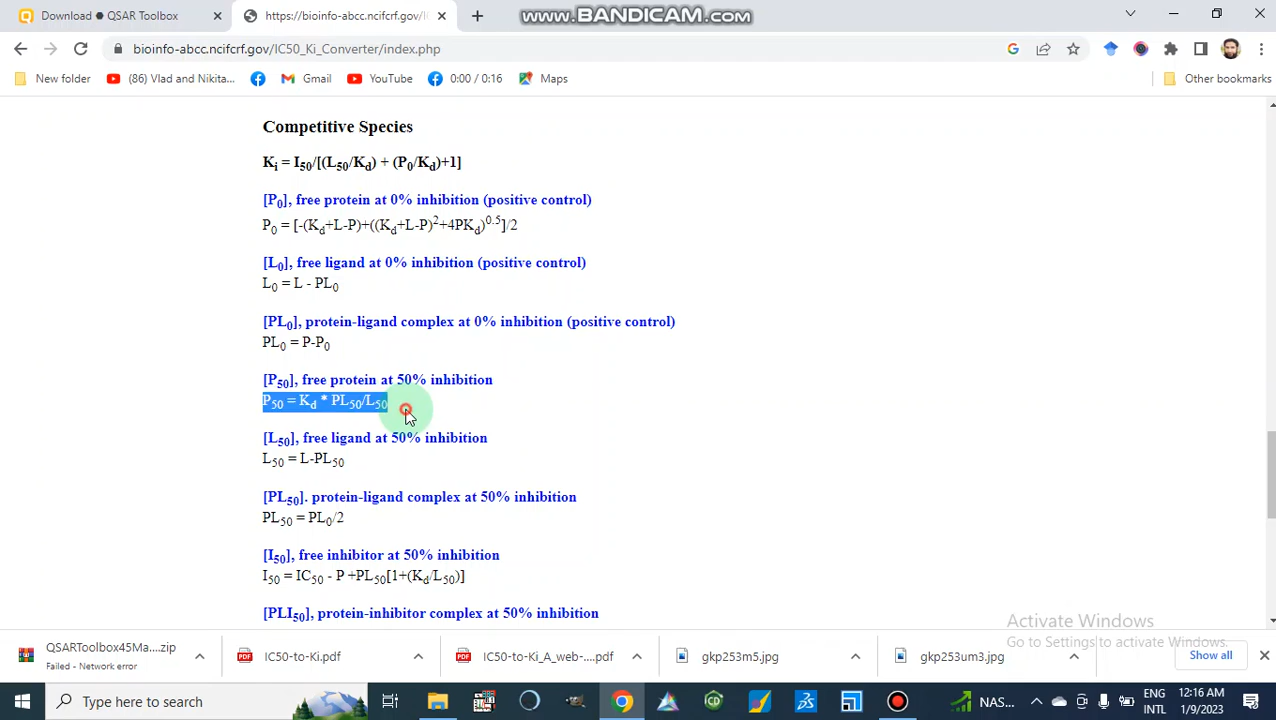 www.BANDICAM.com
Download ● QSAR Toolbox
https://bioinfo-abcc.ncifcrf.gov/I
bioinfo-abcc.ncifcrf.gov/IC50_Ki_Converter/index.php
New folder
(86) Vlad and Nikita...
Gmail
YouTube
0:00 / 0:16
Maps
Other bookmarks
Competitive Species
Ki = I50/[(L50/Kd) + (P0/Kd)+1]
[P0], free protein at 0% inhibition (positive control)
P0 = [-(Kd+L-P)+((Kd+L-P)2+4PKd)0.5]/2
[L0], free ligand at 0% inhibition (positive control)
L0 = L - PL0
[PL0], protein-ligand complex at 0% inhibition (positive control)
PL0 = P-P0
[P50], free protein at 50% inhibition
P50 = Kd * PL50/L50
[L50], free ligand at 50% inhibition
L50 = L-PL50
[PL50]. protein-ligand complex at 50% inhibition
PL50 = PL0/2
[I50], free inhibitor at 50% inhibition
I50 = IC50 - P +PL50[1+(Kd/L50)]
[PLI50], protein-inhibitor complex at 50% inhibition
Activate Windows
Go to Settings to activate Windows.
QSARToolbox45Ma....zip
Failed - Network error
IC50-to-Ki.pdf
IC50-to-Ki_A_web-....pdf
gkp253m5.jpg
gkp253um3.jpg
Show all
Type here to search
NAS...
ENG
INTL
12:16 AM
1/9/2023